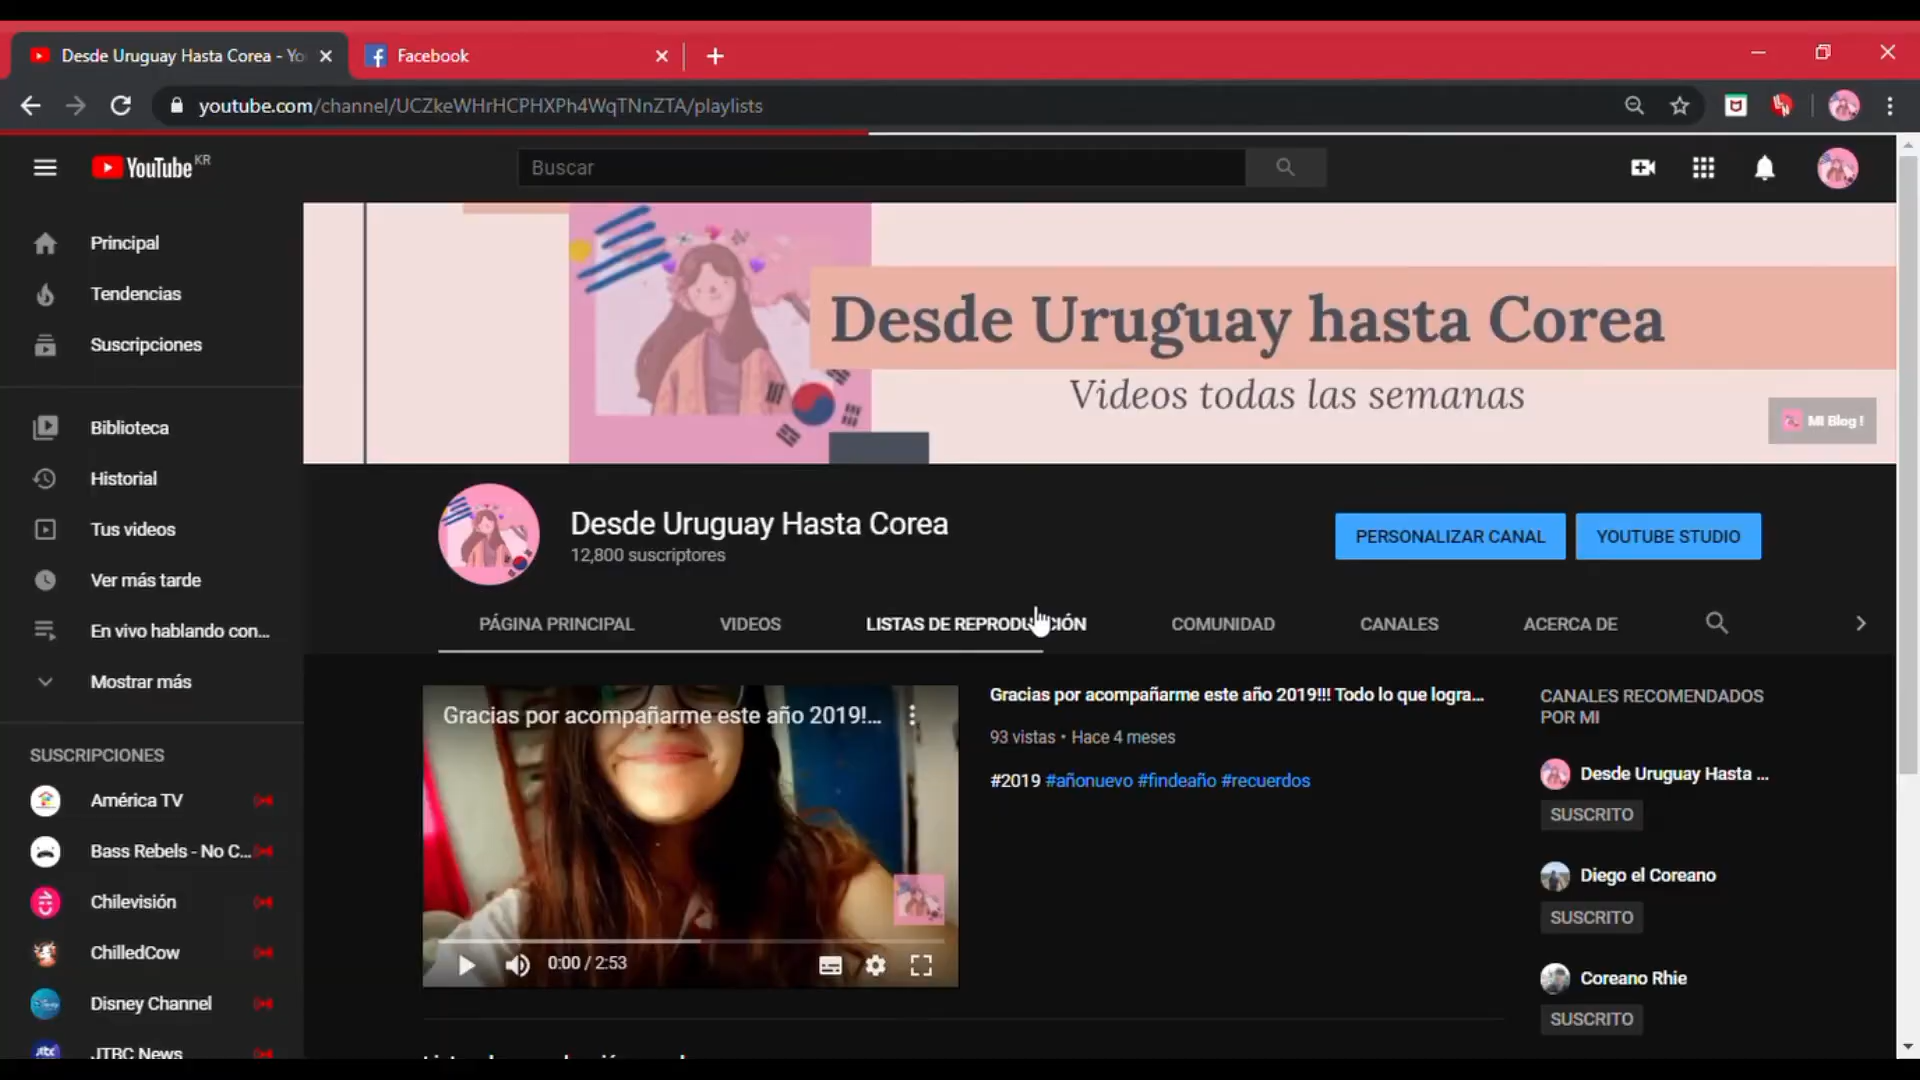 Desde Uruguay Hasta Corea - Yo
Facebook
youtube.com/channel/UCZkeWHrHCPHXPh4WqTNnZTA/playlists
YouTube KR
Buscar
Principal
Tendencias
Suscripciones
Biblioteca
Historial
Tus videos
Ver más tarde
En vivo hablando con...
Mostrar más
SUSCRIPCIONES
América TV
Bass Rebels - No C...
Chilevisión
ChilledCow
Disney Channel
JTBC News
Desde Uruguay hasta Corea
Videos todas las semanas
MI Blog !
Desde Uruguay Hasta Corea
12,800 suscriptores
PERSONALIZAR CANAL
YOUTUBE STUDIO
PÁGINA PRINCIPAL
VIDEOS
LISTAS DE REPRODUCCIÓN
COMUNIDAD
CANALES
ACERCA DE
Gracias por acompañarme este año 2019!...
0:00 / 2:53
Gracias por acompañarme este año 2019!!! Todo lo que logra...
93 vistas • Hace 4 meses
#2019 #añonuevo #findeaño #recuerdos
CANALES RECOMENDADOS
POR MI
Desde Uruguay Hasta ...
SUSCRITO
Diego el Coreano
SUSCRITO
Coreano Rhie
SUSCRITO